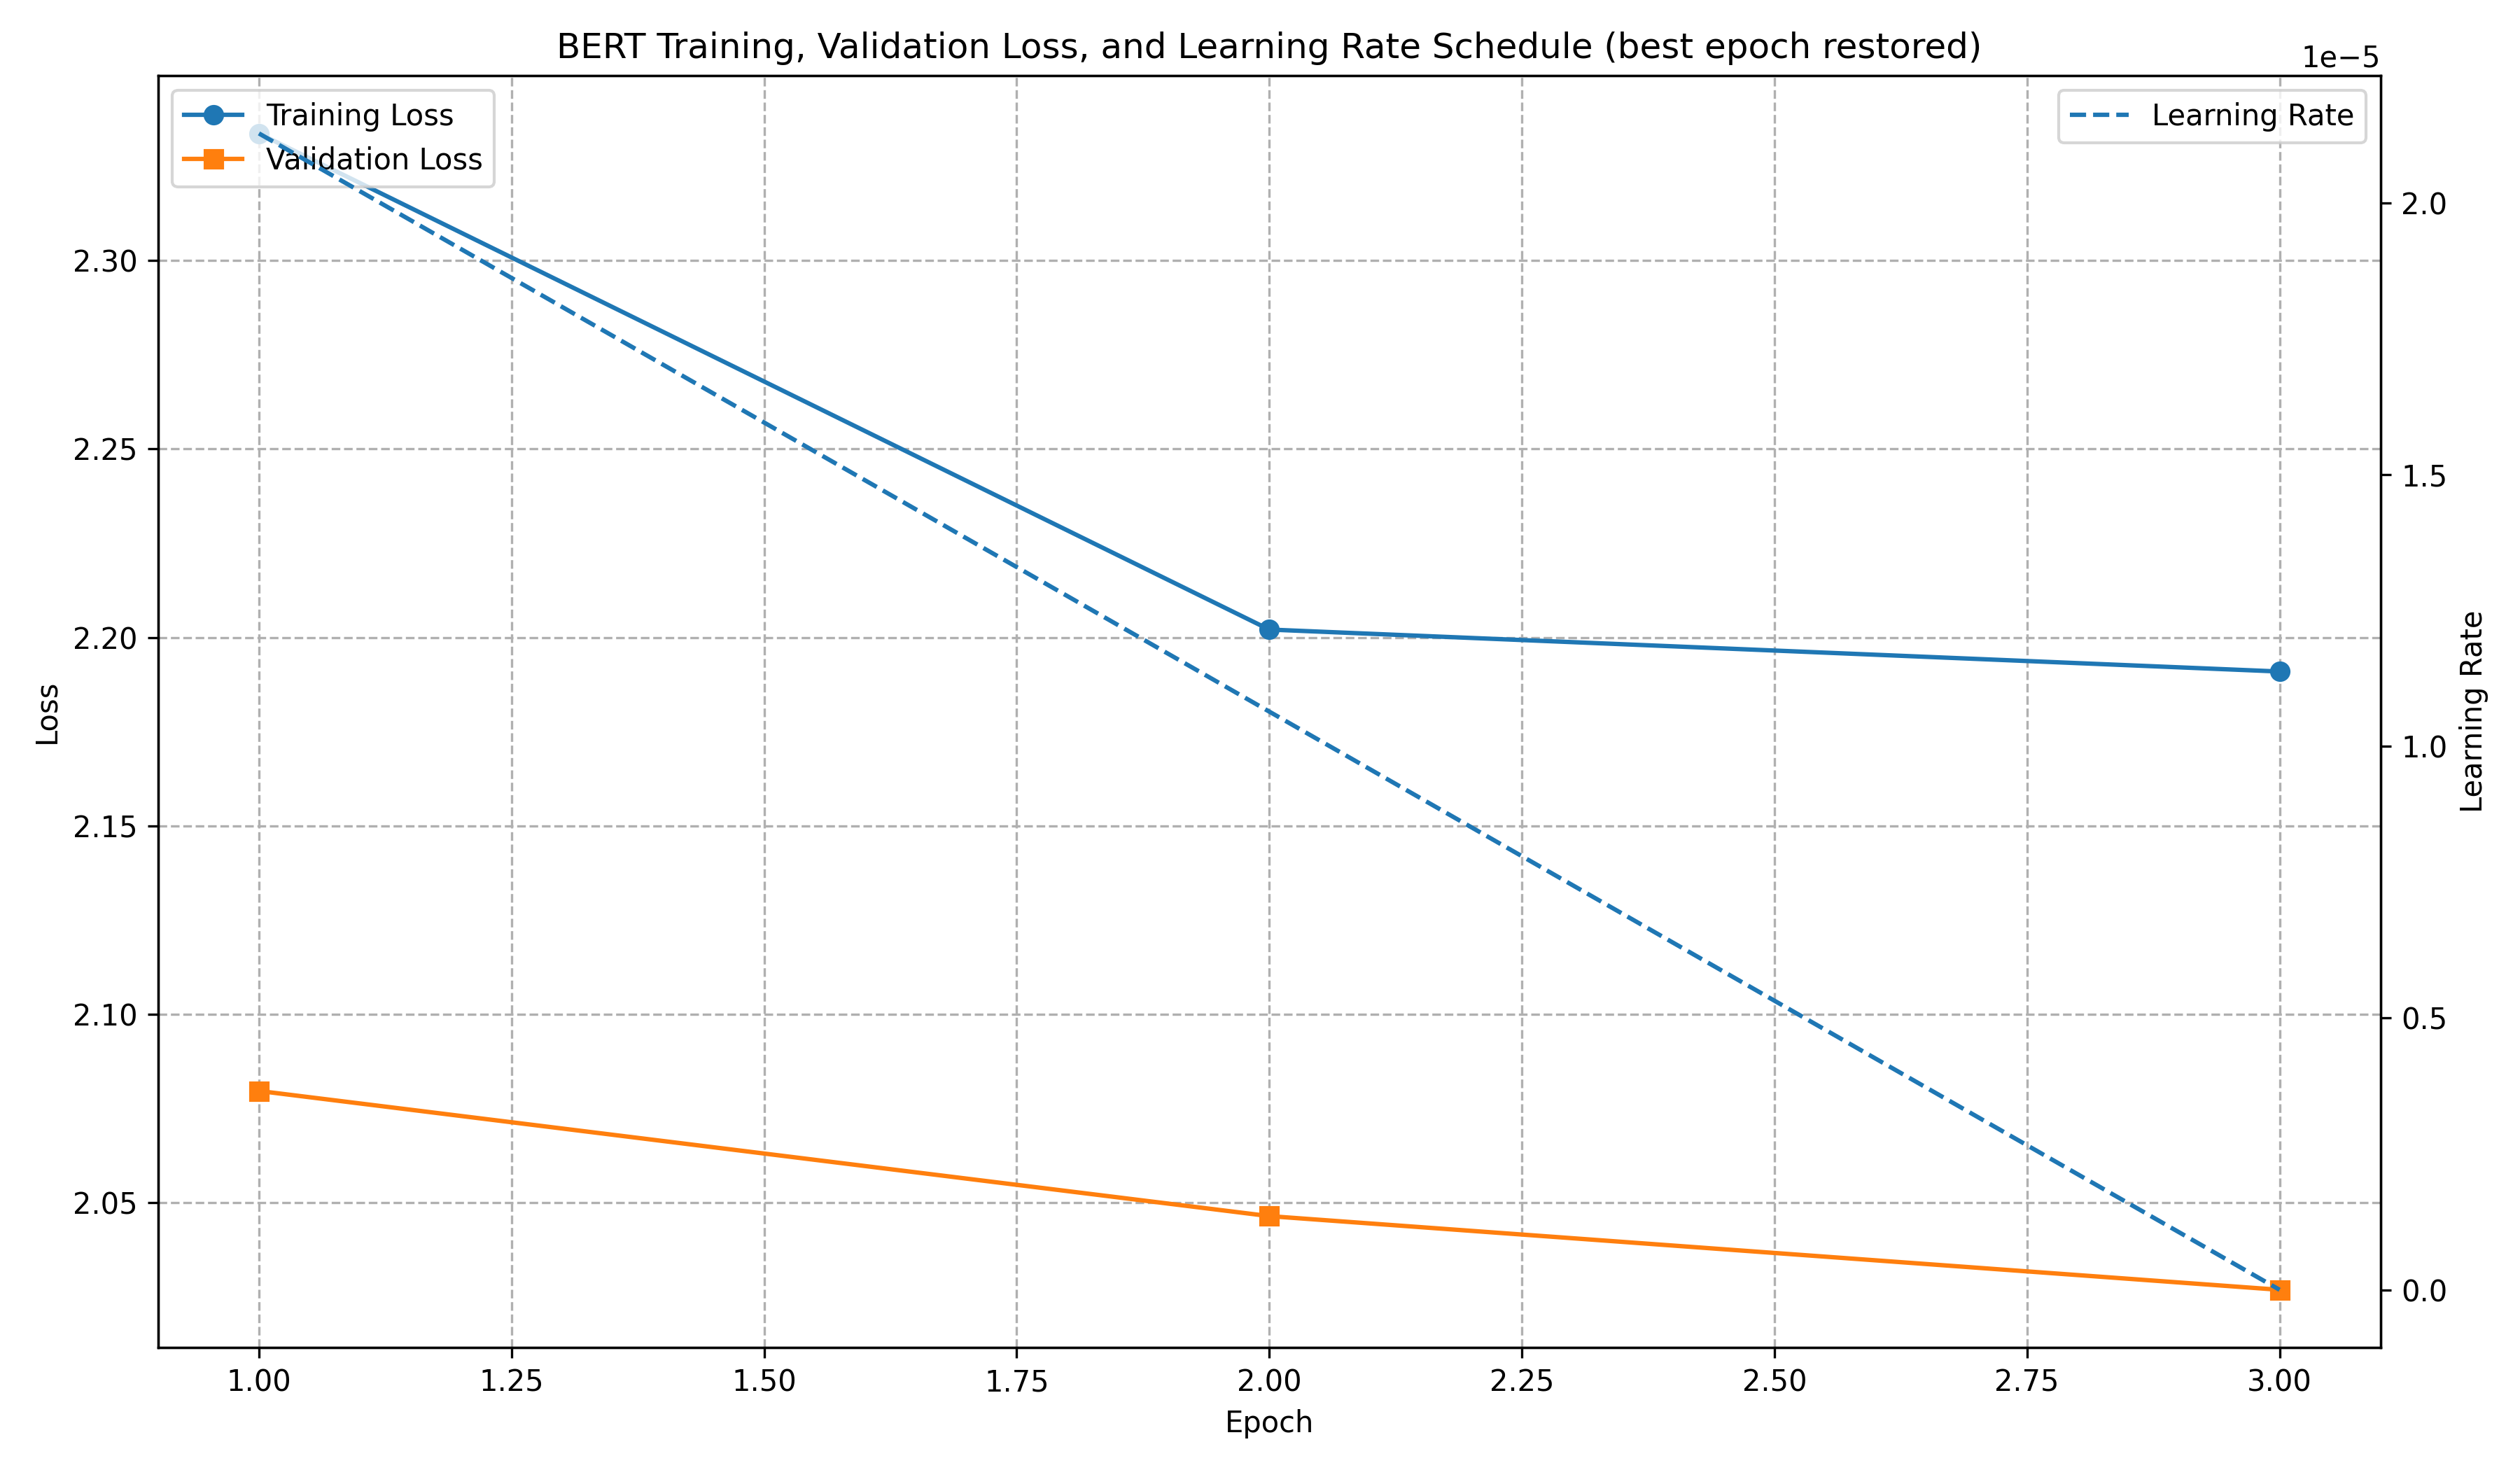 BERT Training, Validation Loss, and Learning Rate Schedule (best epoch restored)
1e−5
Training Loss
Validation Loss
Learning Rate
2.30
2.25
2.20
2.15
2.10
2.05
Loss
2.0
1.5
1.0
0.5
0.0
Learning Rate
1.00 1.25 1.50 1.75 2.00 2.25 2.50 2.75 3.00
Epoch